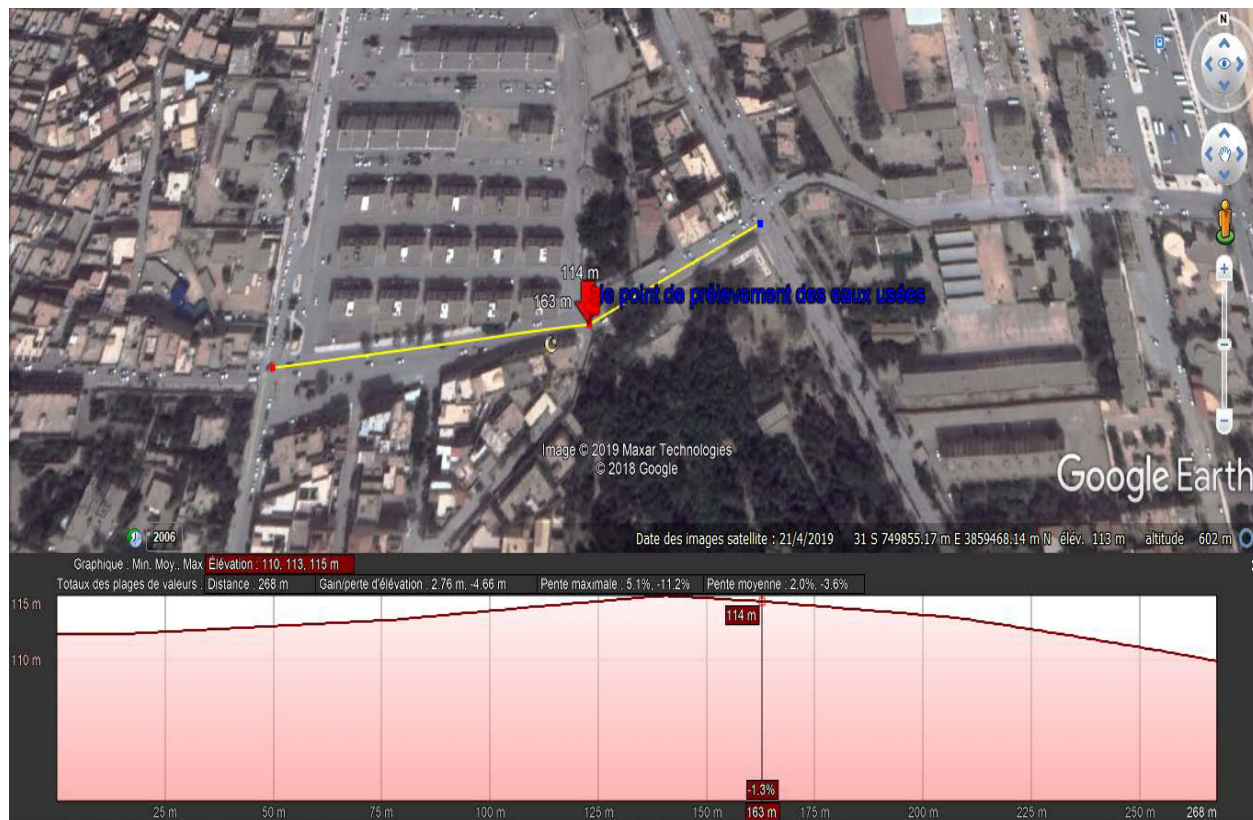 N
114 m
163 m
le point de prélevement des eaux usées
Image © 2019 Maxar Technologies
© 2018 Google
Google Earth
2006
Date des images satellite : 21/4/2019 31 S 749855.17 m E 3859468.14 m N élév. 113 m altitude 602 m
Graphique : Min. Moy., Max Élévation : 110, 113, 115 m
Totaux des plages de valeurs : Distance : 268 m Gain/perte d'élévation : 2.76 m, -4.66 m Pente maximale : 5.1%, -11.2% Pente moyenne : 2.0%, -3.6%
115 m
114 m
110 m
-1.3%
25 m 50 m 75 m 100 m 125 m 150 m 163 m 175 m 200 m 225 m 250 m 268 m